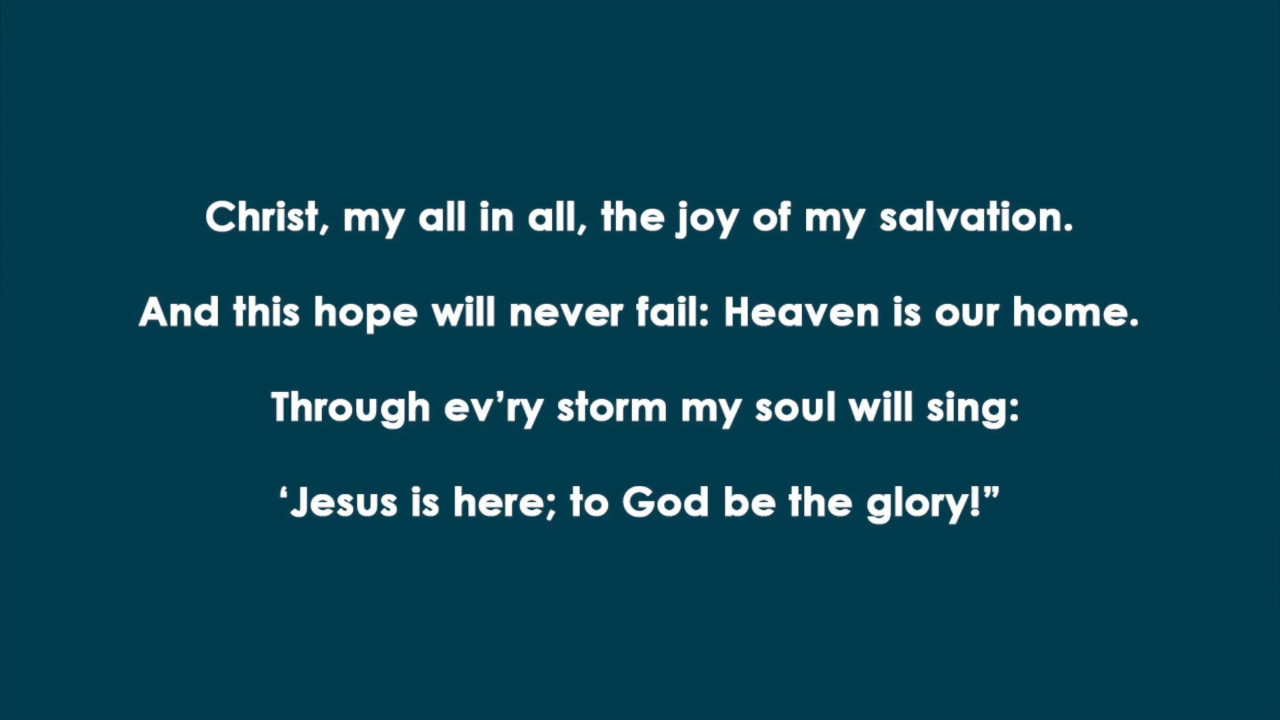 Christ, my all in all, the joy of my salvation.
And this hope will never fail: Heaven is our home.
Through ev’ry storm my soul will sing:
‘Jesus is here; to God be the glory!”